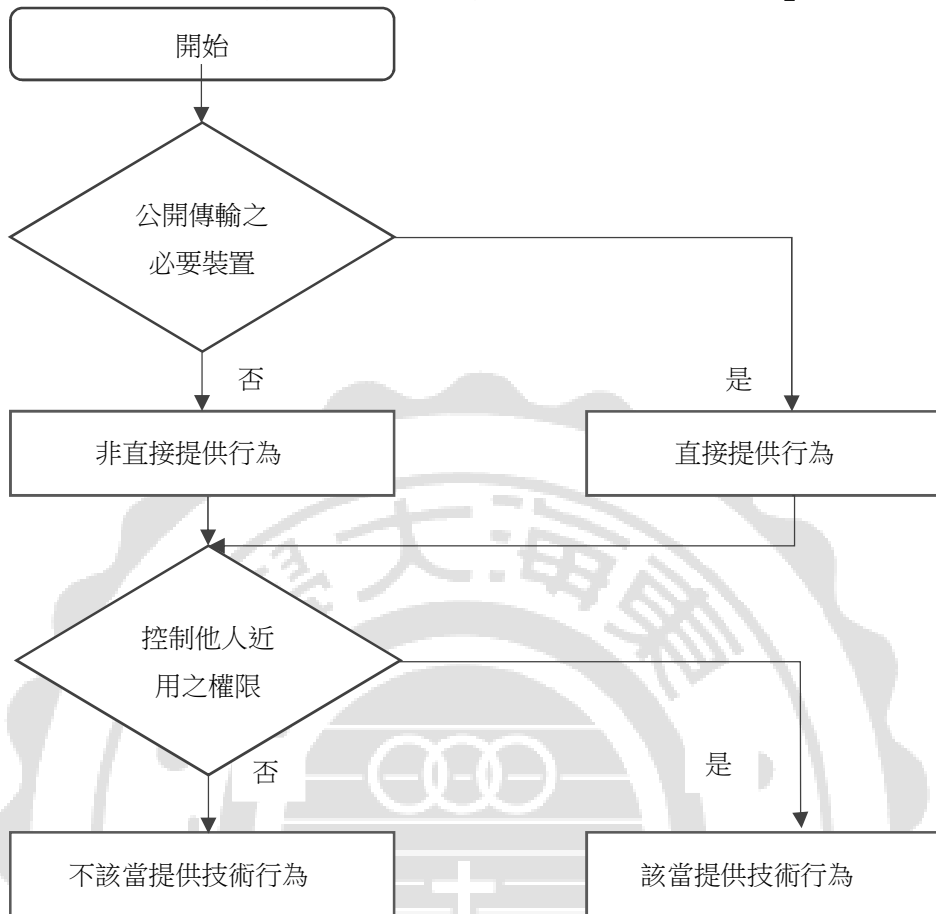 開始
公開傳輸之
必要裝置
否
是
非直接提供行為
直接提供行為
控制他人近
用之權限
否
是
不該當提供技術行為
該當提供技術行為